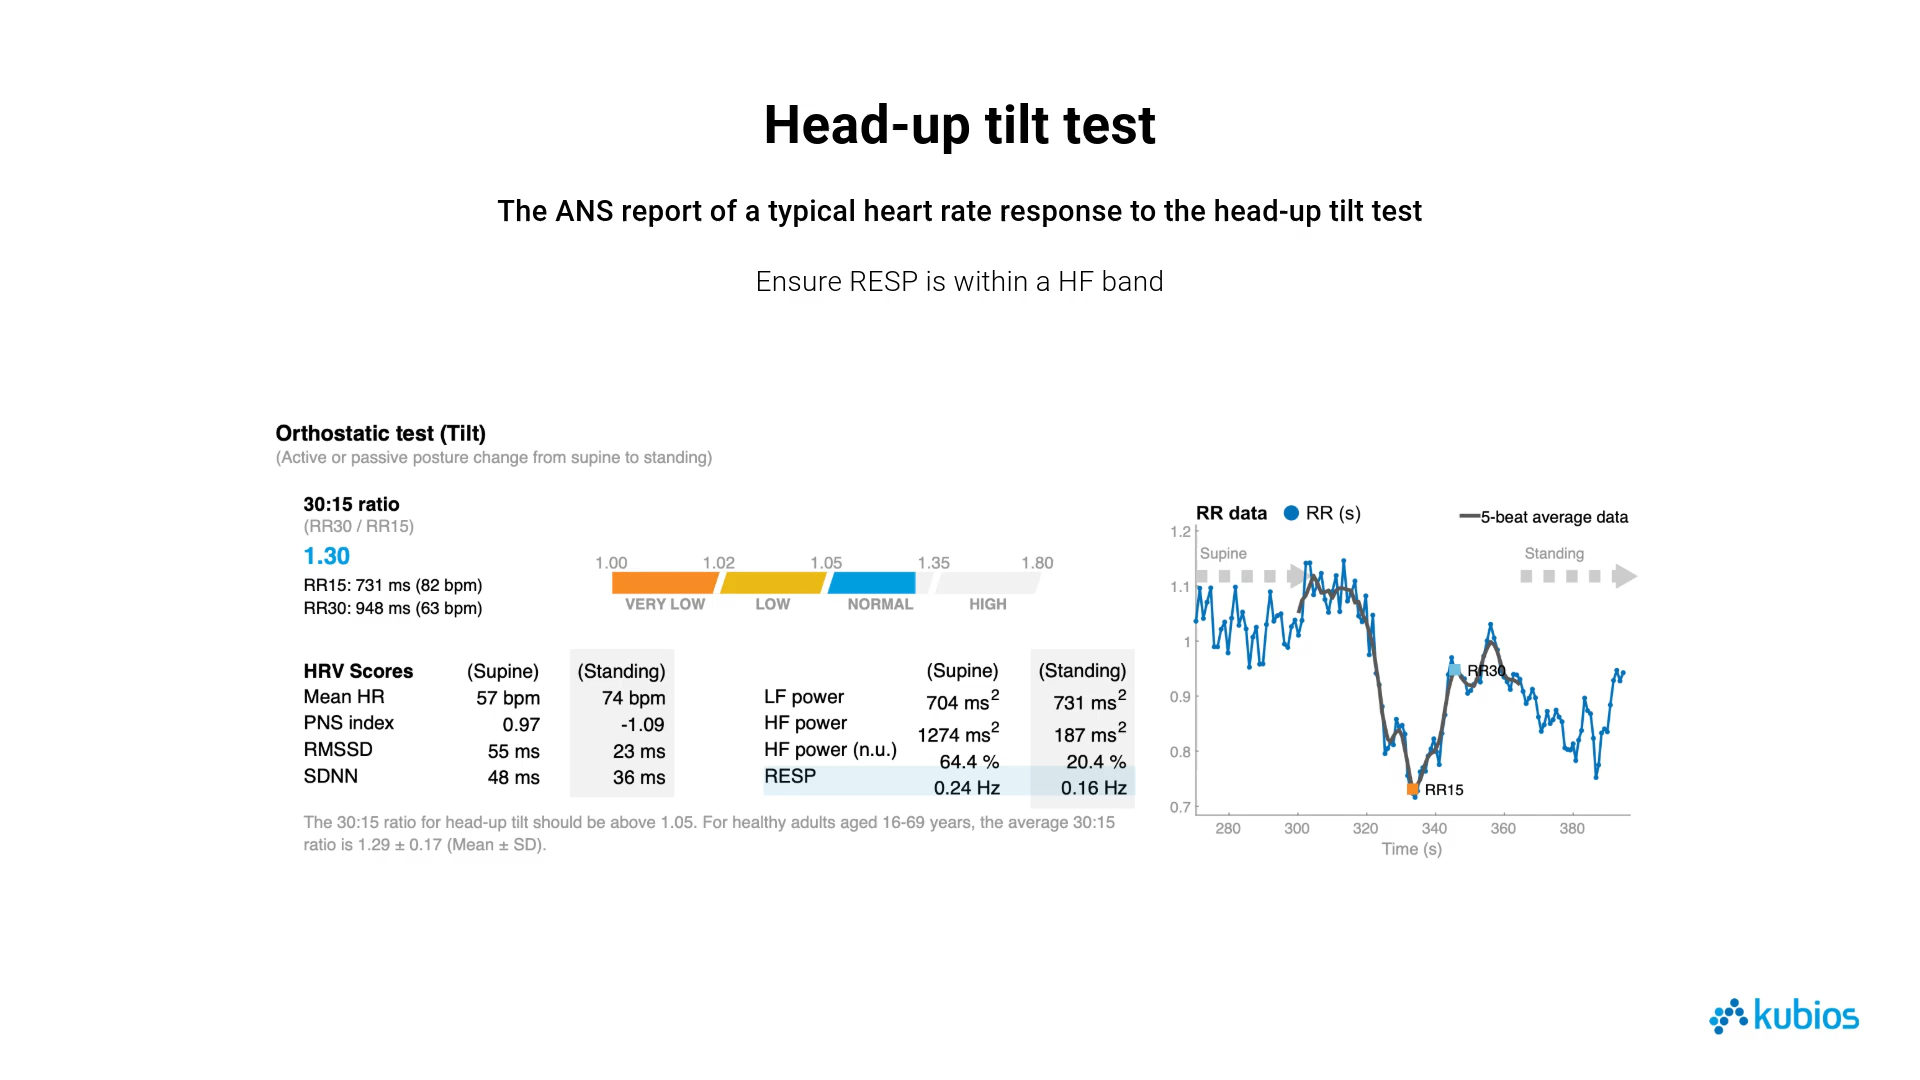 Head-up tilt test
The ANS report of a typical heart rate response to the head-up tilt test
Ensure RESP is within a HF band
Orthostatic test (Tilt)
(Active or passive posture change from supine to standing)
30:15 ratio
(RR30 / RR15)
1.30
RR15: 731 ms (82 bpm)
RR30: 948 ms (63 bpm)
1.00 1.02 1.05 1.35 1.80
VERY LOW LOW NORMAL HIGH
HRV Scores (Supine) (Standing)
Mean HR 57 bpm 74 bpm
PNS index 0.97 -1.09
RMSSD 55 ms 23 ms
SDNN 48 ms 36 ms
(Supine) (Standing)
LF power 704 ms² 731 ms²
HF power 1274 ms² 187 ms²
HF power (n.u.) 64.4 % 20.4 %
RESP 0.24 Hz 0.16 Hz
The 30:15 ratio for head-up tilt should be above 1.05. For healthy adults aged 16-69 years, the average 30:15
ratio is 1.29 ± 0.17 (Mean ± SD).
RR data RR (s) 5-beat average data
Supine Standing
1.2
1.1
1
0.9
0.8
0.7
RR30
RR15
280 300 320 340 360 380
Time (s)
kubios